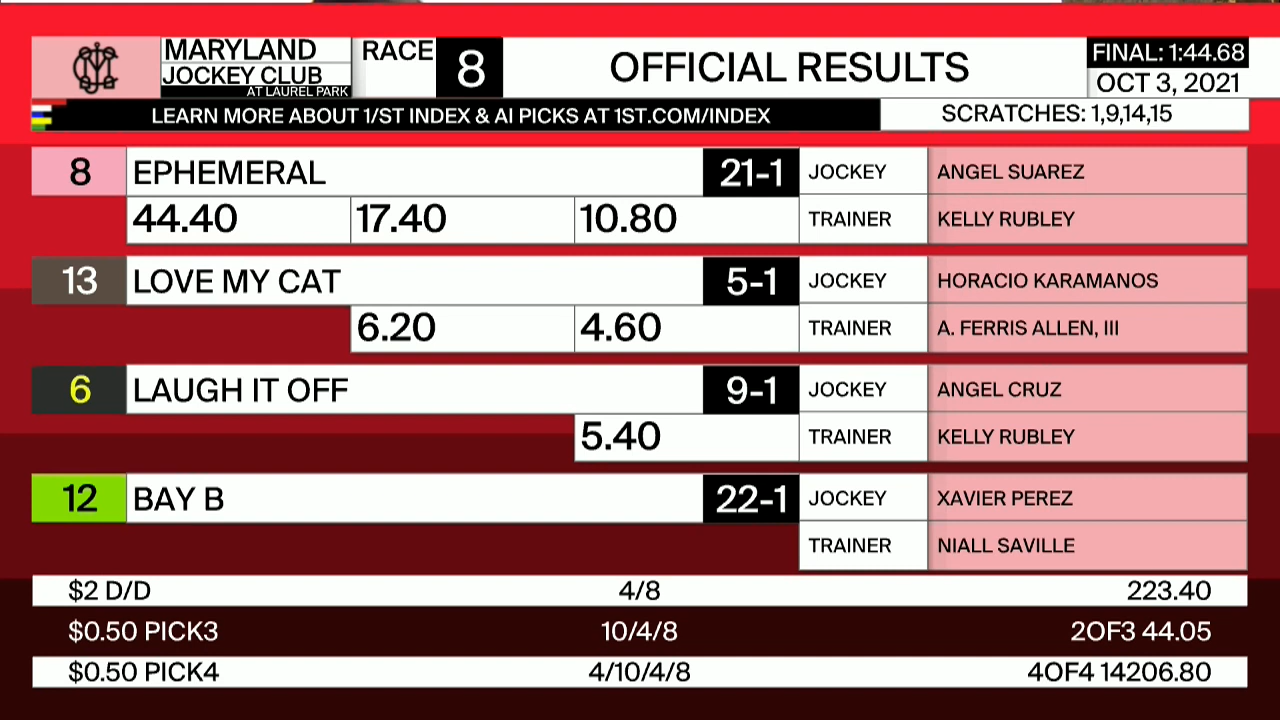 MARYLAND
JOCKEY CLUB
AT LAUREL PARK
RACE 8
OFFICIAL RESULTS
FINAL: 1:44.68
OCT 3, 2021
LEARN MORE ABOUT 1/ST INDEX & AI PICKS AT 1ST.COM/INDEX
SCRATCHES: 1,9,14,15
8 EPHEMERAL 21-1 JOCKEY ANGEL SUAREZ
44.40 17.40 10.80 TRAINER KELLY RUBLEY
13 LOVE MY CAT 5-1 JOCKEY HORACIO KARAMANOS
6.20 4.60 TRAINER A. FERRIS ALLEN, III
6 LAUGH IT OFF 9-1 JOCKEY ANGEL CRUZ
5.40 TRAINER KELLY RUBLEY
12 BAY B 22-1 JOCKEY XAVIER PEREZ
TRAINER NIALL SAVILLE
$2 D/D 4/8 223.40
$0.50 PICK3 10/4/8 2OF3 44.05
$0.50 PICK4 4/10/4/8 4OF4 14206.80